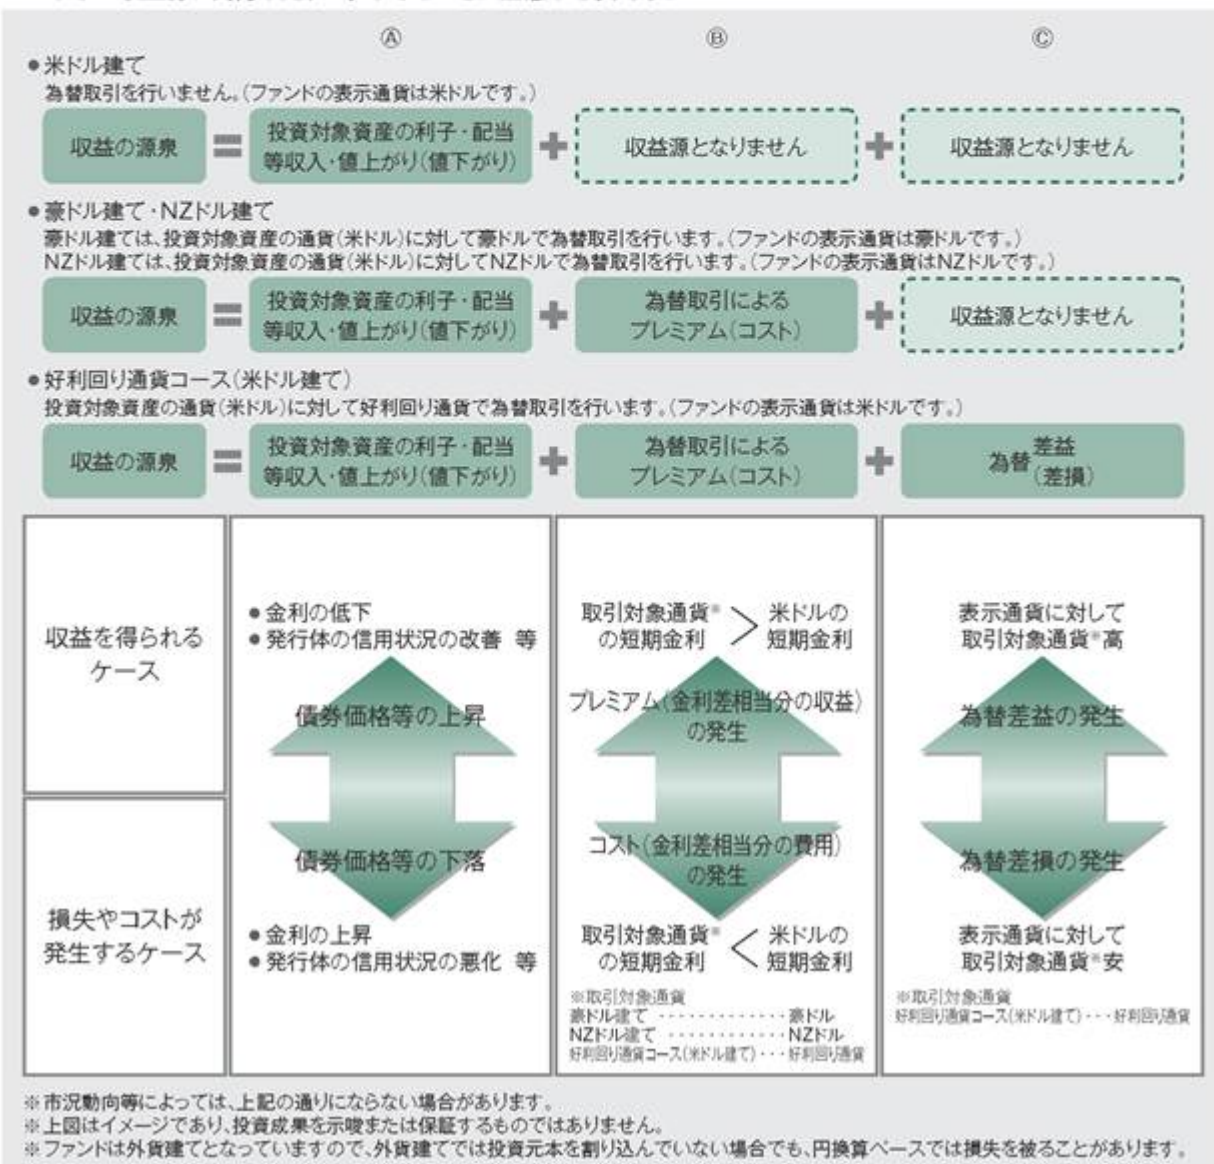 Ⓐ Ⓑ Ⓒ
●米ドル建て
為替取引を行いません。(ファンドの表示通貨は米ドルです。)
収益の源泉 = 投資対象資産の利子・配当 + 収益源となりません + 収益源となりません
等収入・値上がり(値下がり)
●豪ドル建て・NZドル建て
豪ドル建ては、投資対象資産の通貨(米ドル)に対して豪ドルで為替取引を行います。(ファンドの表示通貨は豪ドルです。)
NZドル建ては、投資対象資産の通貨(米ドル)に対してNZドルで為替取引を行います。(ファンドの表示通貨はNZドルです。)
収益の源泉 = 投資対象資産の利子・配当 + 為替取引による + 収益源となりません
等収入・値上がり(値下がり) プレミアム(コスト)
●好利回り通貨コース(米ドル建て)
投資対象資産の通貨(米ドル)に対して好利回り通貨で為替取引を行います。(ファンドの表示通貨は米ドルです。)
収益の源泉 = 投資対象資産の利子・配当 + 為替取引による + 為替差益
等収入・値上がり(値下がり) プレミアム(コスト) (差損)
収益を得られる
ケース
●金利の低下
●発行体の信用状況の改善 等
債券価格等の上昇
取引対象通貨※ > 米ドルの
の短期金利 短期金利
プレミアム(金利差相当分の収益)
の発生
表示通貨に対して
取引対象通貨※高
為替差益の発生
損失やコストが
発生するケース
債券価格等の下落
●金利の上昇
●発行体の信用状況の悪化 等
コスト(金利差相当分の費用)
の発生
取引対象通貨※ < 米ドルの
の短期金利 短期金利
※取引対象通貨
豪ドル建て・・・・・・・・・・・・・豪ドル
NZドル建て・・・・・・・・・・・・NZドル
好利回り通貨コース(米ドル建て)・・・好利回り通貨
為替差損の発生
表示通貨に対して
取引対象通貨※安
※取引対象通貨
好利回り通貨コース(米ドル建て)・・・好利回り通貨
※市況動向等によっては、上記の通りにならない場合があります。
※上図はイメージであり、投資成果を示唆または保証するものではありません。
※ファンドは外貨建てとなっていますので、外貨建てでは投資元本を割り込んでいない場合でも、円換算ベースでは損失を被ることがあります。